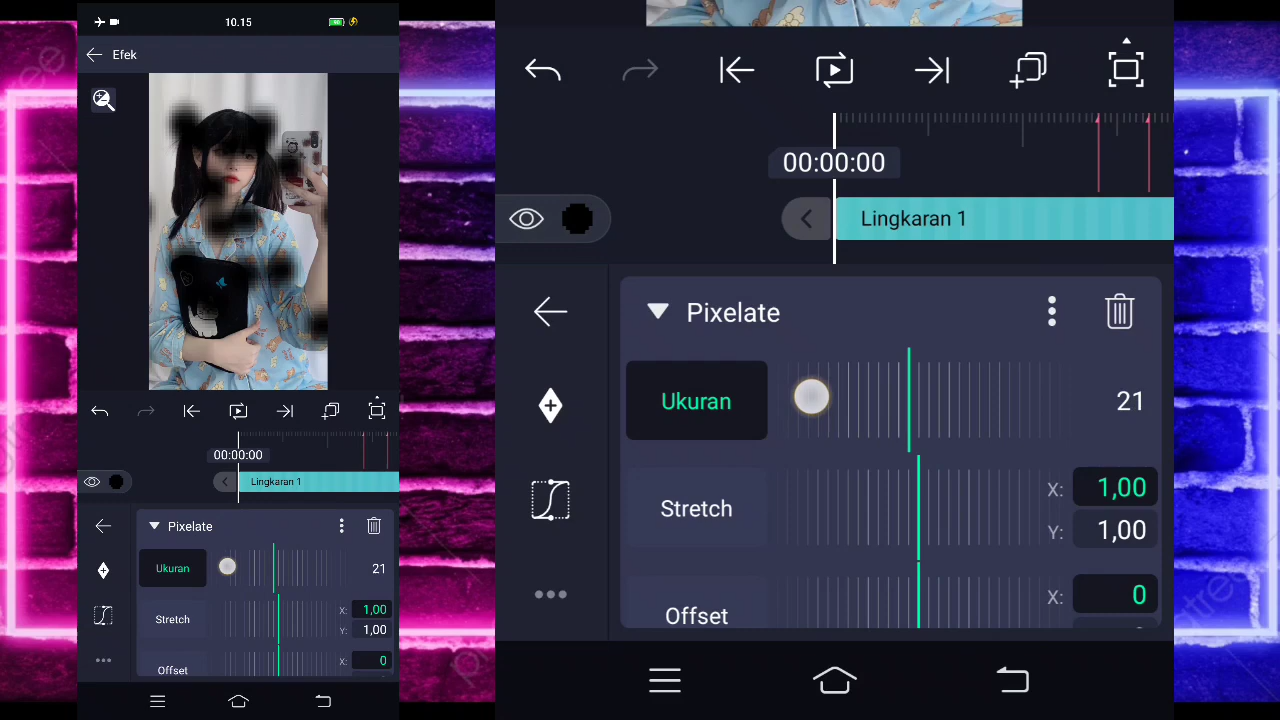 10.15
Efek
00:00:00
Lingkaran 1
Pixelate
Ukuran
21
Stretch
X: 1,00
Y: 1,00
Offset
X: 0
00:00:00
Lingkaran 1
Pixelate
Ukuran
21
Stretch
X: 1,00
Y: 1,00
Offset
X: 0